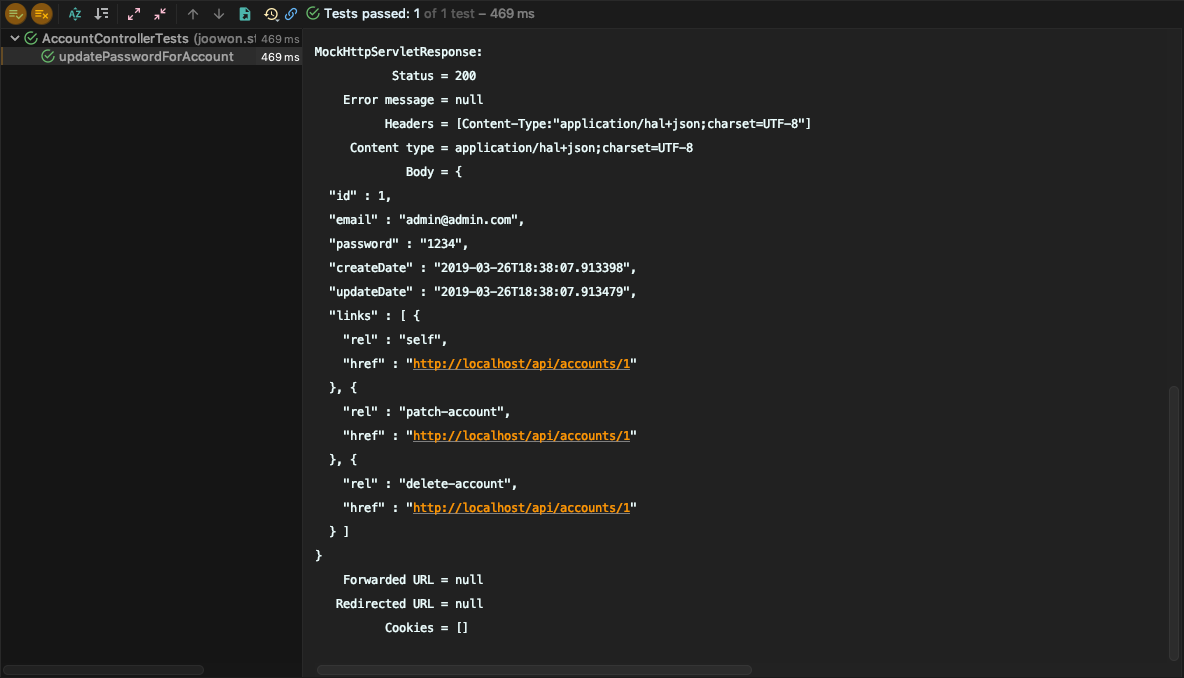 Tests passed: 1 of 1 test – 469 ms
AccountControllerTests (joowon.st 469 ms
updatePasswordForAccount 469 ms
MockHttpServletResponse:
Status = 200
Error message = null
Headers = [Content-Type:"application/hal+json;charset=UTF-8"]
Content type = application/hal+json;charset=UTF-8
Body = {
"id" : 1,
"email" : "admin@admin.com",
"password" : "1234",
"createDate" : "2019-03-26T18:38:07.913398",
"updateDate" : "2019-03-26T18:38:07.913479",
"links" : [ {
"rel" : "self",
"href" : "http://localhost/api/accounts/1"
}, {
"rel" : "patch-account",
"href" : "http://localhost/api/accounts/1"
}, {
"rel" : "delete-account",
"href" : "http://localhost/api/accounts/1"
} ]
}
Forwarded URL = null
Redirected URL = null
Cookies = []